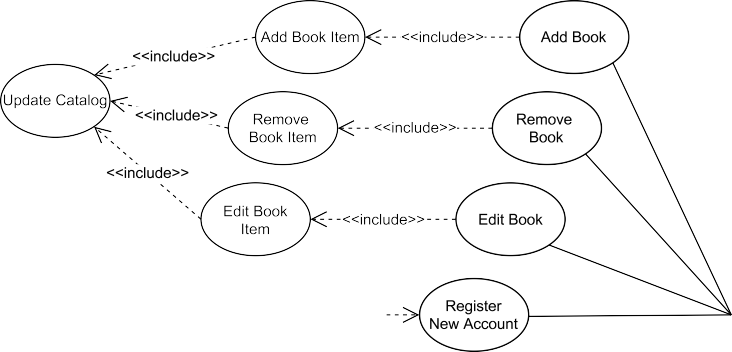 Add Book Item
<<include>>
Add Book
<<include>>
Update Catalog
<<include>>
Remove
Book Item
<<include>>
Remove
Book
<<include>>
Edit Book
Item
<<include>>
Edit Book
Register
New Account